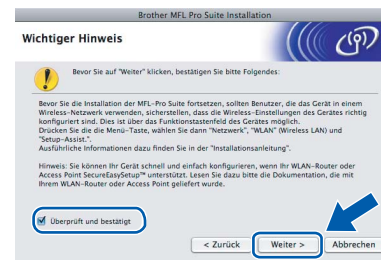 Brother MFL Pro Suite Installation
Wichtiger Hinweis
Bevor Sie auf "Weiter" klicken, bestätigen Sie bitte Folgendes:
Bevor Sie die Installation der MFL-Pro Suite fortsetzen, sollten Benutzer, die das Gerät in einem
Wireless-Netzwerk verwenden, sicherstellen, dass die Wireless-Einstellungen des Gerätes richtig
konfiguriert sind. Dies ist über das Funktionstastenfeld des Gerätes möglich.
Drücken Sie die die Menü-Taste, wählen Sie dann "Netzwerk", "WLAN" (Wireless LAN) und
"Setup-Assist.".
Ausführliche Informationen dazu finden Sie in der "Installationsanleitung".
Hinweis: Sie können Ihr Gerät schnell und einfach konfigurieren, wenn Ihr WLAN-Router oder
Access Point SecureEasySetup™ unterstützt. Lesen Sie dazu bitte die Dokumentation, die mit
Ihrem WLAN-Router oder Access Point geliefert wurde.
Überprüft und bestätigt
< Zurück Weiter > Abbrechen